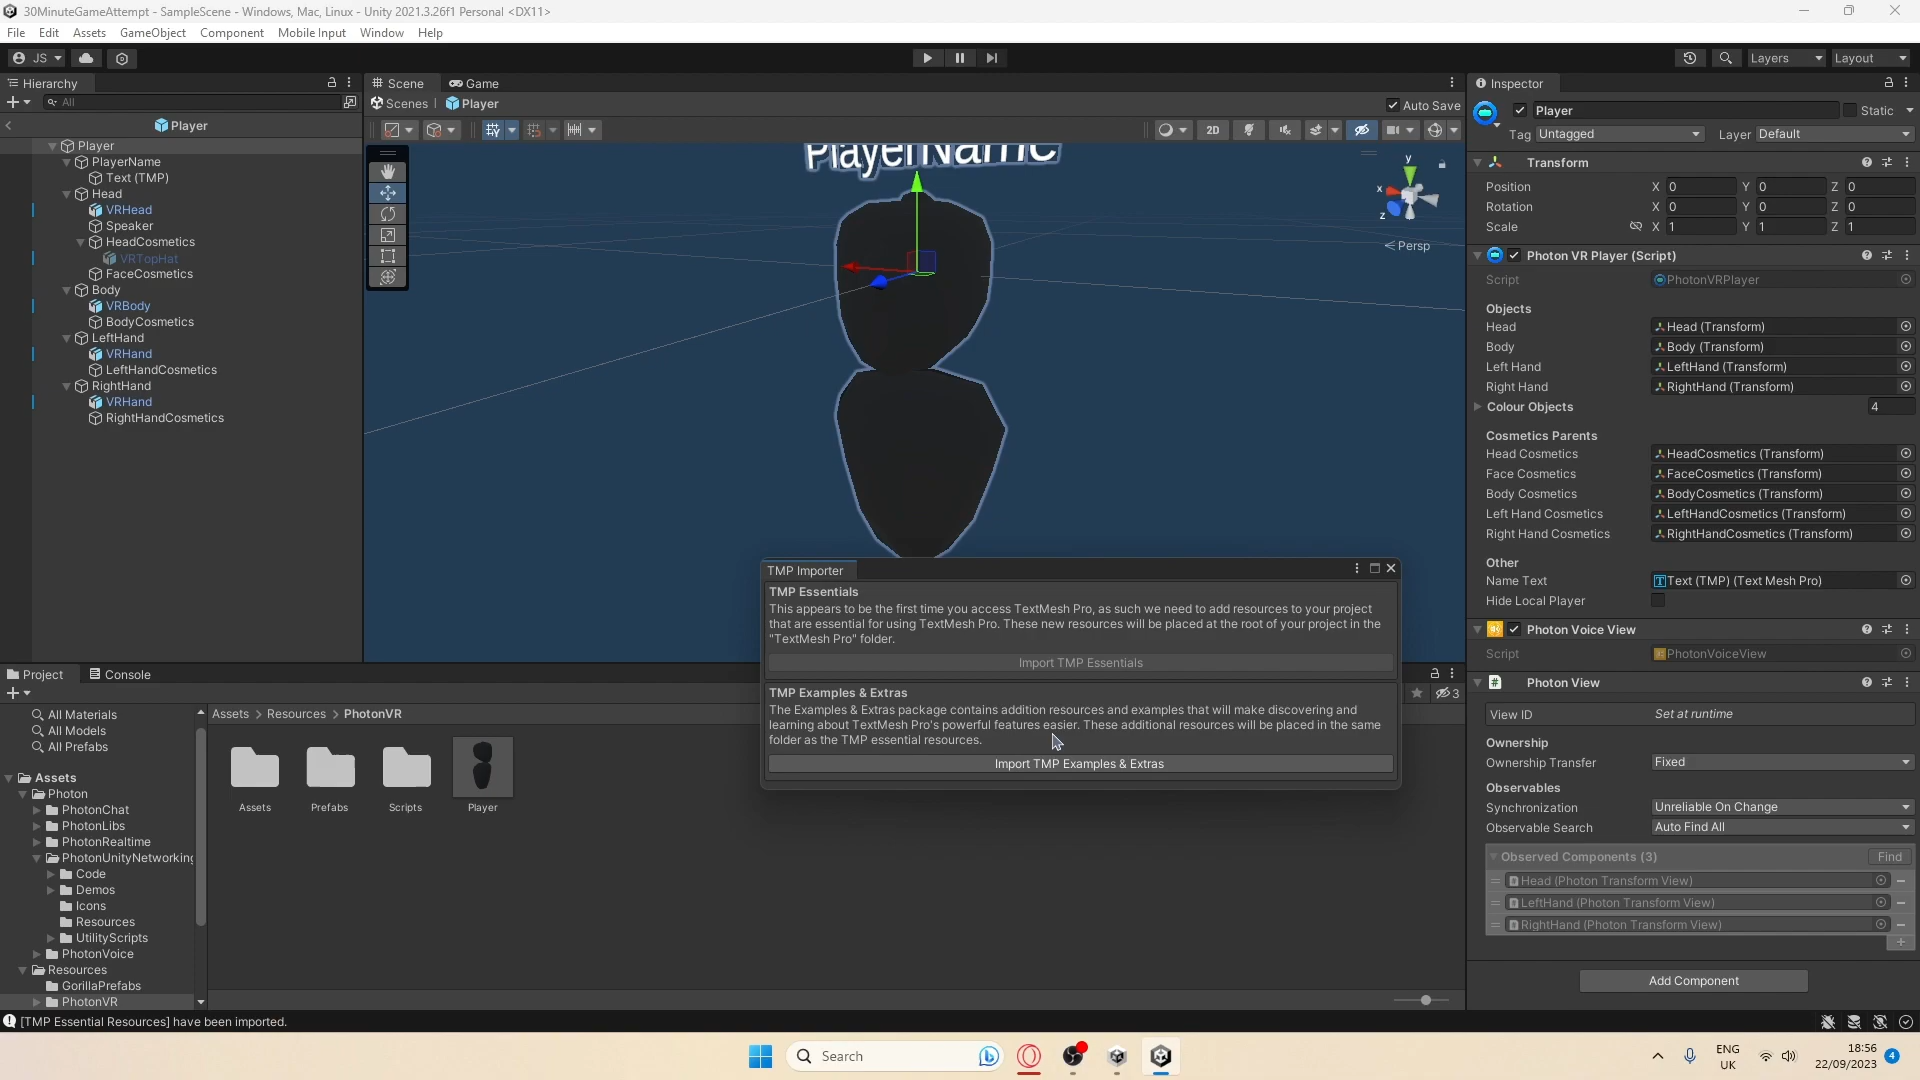 30MinuteGameAttempt - SampleScene - Windows, Mac, Linux - Unity 2021.3.26f1 Personal <DX11>
File Edit Assets GameObject Component Mobile Input Window Help
JS
Layers
Layout
Hierarchy
All
Player
Player
PlayerName
Text (TMP)
Head
VRHead
Speaker
HeadCosmetics
VRTopHat
FaceCosmetics
Body
VRBody
BodyCosmetics
LeftHand
VRHand
LeftHandCosmetics
RightHand
VRHand
RightHandCosmetics
Scene
Game
Scenes
Player
Auto Save
2D
PlayerName
y
x
z
< Persp
TMP Importer
TMP Essentials
This appears to be the first time you access TextMesh Pro, as such we need to add resources to your project
that are essential for using TextMesh Pro. These new resources will be placed at the root of your project in the
"TextMesh Pro" folder.
Import TMP Essentials
TMP Examples & Extras
The Examples & Extras package contains addition resources and examples that will make discovering and
learning about TextMesh Pro's powerful features easier. These additional resources will be placed in the same
folder as the TMP essential resources.
Import TMP Examples & Extras
Project
Console
3
All Materials
All Models
All Prefabs
Assets
Photon
PhotonChat
PhotonLibs
PhotonRealtime
PhotonUnityNetworking
Code
Demos
Icons
Resources
UtilityScripts
PhotonVoice
Resources
GorillaPrefabs
PhotonVR
Assets > Resources > PhotonVR
Assets
Prefabs
Scripts
Player
Inspector
Player
Static
Tag Untagged
Layer Default
Transform
Position X 0 Y 0 Z 0
Rotation X 0 Y 0 Z 0
Scale X 1 Y 1 Z 1
Photon VR Player (Script)
Script PhotonVRPlayer
Objects
Head Head (Transform)
Body Body (Transform)
Left Hand LeftHand (Transform)
Right Hand RightHand (Transform)
Colour Objects 4
Cosmetics Parents
Head Cosmetics HeadCosmetics (Transform)
Face Cosmetics FaceCosmetics (Transform)
Body Cosmetics BodyCosmetics (Transform)
Left Hand Cosmetics LeftHandCosmetics (Transform)
Right Hand Cosmetics RightHandCosmetics (Transform)
Other
Name Text Text (TMP) (Text Mesh Pro)
Hide Local Player
Photon Voice View
Script PhotonVoiceView
Photon View
View ID Set at runtime
Ownership
Ownership Transfer Fixed
Observables
Synchronization Unreliable On Change
Observable Search Auto Find All
Observed Components (3) Find
Head (Photon Transform View)
LeftHand (Photon Transform View)
RightHand (Photon Transform View)
Add Component
[TMP Essential Resources] have been imported.
Search
ENG
UK
18:56
22/09/2023
4